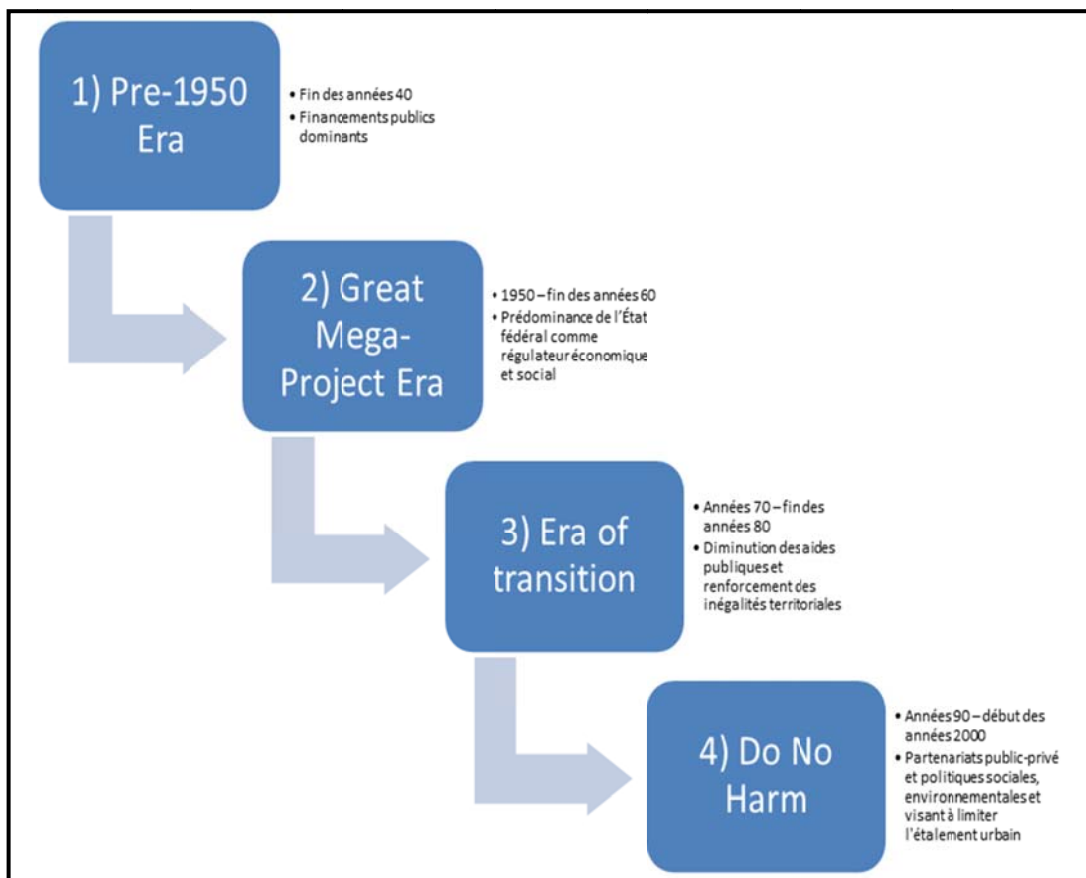 1) Pre-1950
Era
• Fin des années 40
• Financements publics
dominants
2) Great
Mega-
Project Era
• 1950 – fin des années 60
• Prédominance de l'État
fédéral comme
régulateur économique
et social
3) Era of
transition
• Années 70 – fin des
années 80
• Diminution des aides
publiques et
renforcement des
inégalités territoriales
4) Do No
Harm
• Années 90 – début des
années 2000
• Partenariats public-privé
et politiques sociales,
environnementales et
visant à limiter
l'étalement urbain